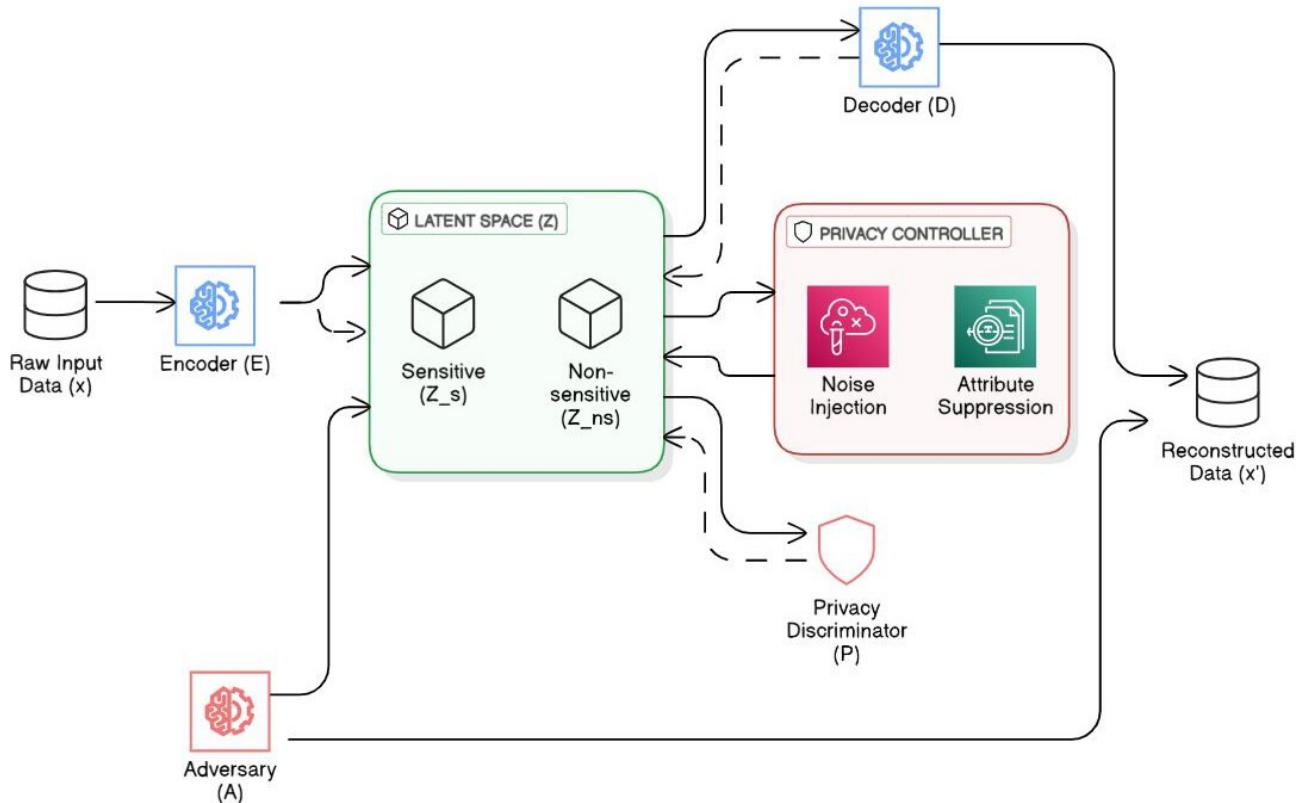 Decoder (D)
LATENT SPACE (Z)
PRIVACY CONTROLLER
Raw Input
Data (x)
Encoder (E)
Sensitive
(Z_s)
Non-
sensitive
(Z_ns)
Noise
Injection
Attribute
Suppression
Reconstructed
Data (x')
Privacy
Discriminator
(P)
Adversary
(A)